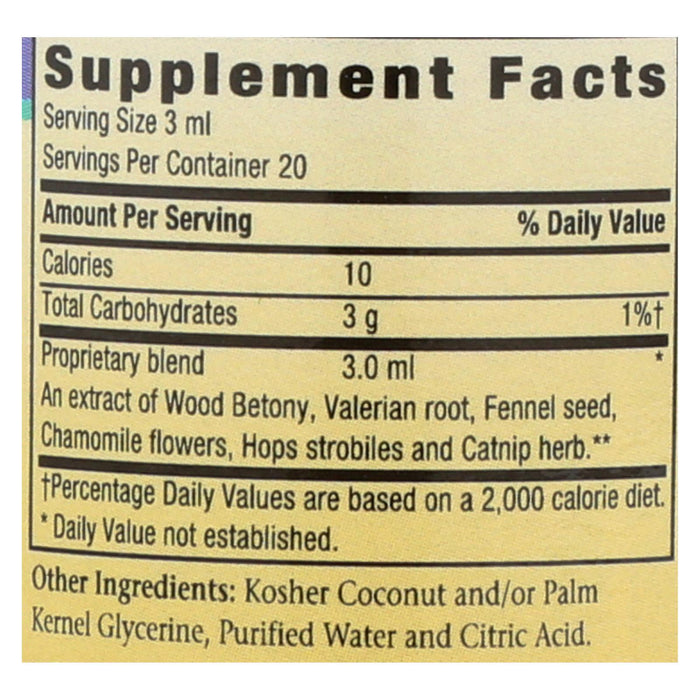 Supplement Facts
Serving Size 3 ml
Servings Per Container 20
Amount Per Serving % Daily Value
Calories 10
Total Carbohydrates 3 g 1%†
Proprietary blend 3.0 ml *
An extract of Wood Betony, Valerian root, Fennel seed,
Chamomile flowers, Hops strobiles and Catnip herb.**
†Percentage Daily Values are based on a 2,000 calorie diet.
* Daily Value not established.
Other Ingredients: Kosher Coconut and/or Palm
Kernel Glycerine, Purified Water and Citric Acid.